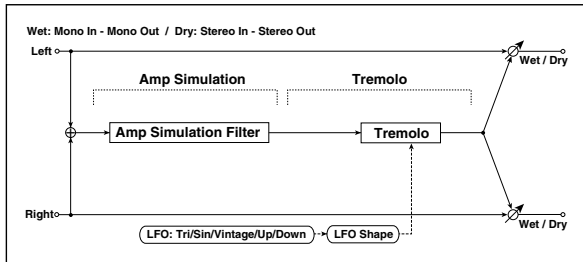 Wet: Mono In - Mono Out / Dry: Stereo In - Stereo Out
Left
Wet / Dry
Amp Simulation
Tremolo
Amp Simulation Filter
Tremolo
Right
Wet / Dry
LFO: Tri/Sin/Vintage/Up/Down
LFO Shape